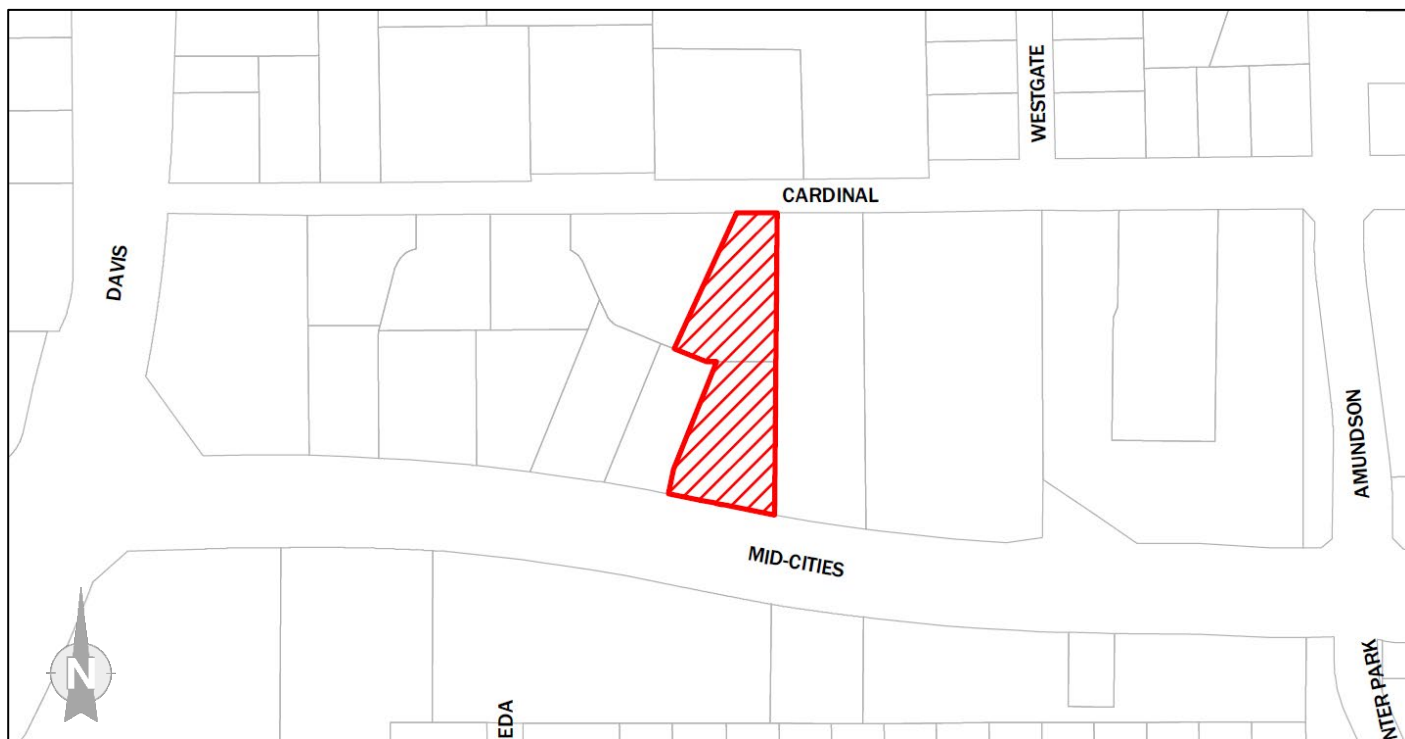 WESTGATE
CARDINAL
DAVIS
AMUNDSON
MID-CITIES
N
EDA
NTER PARK